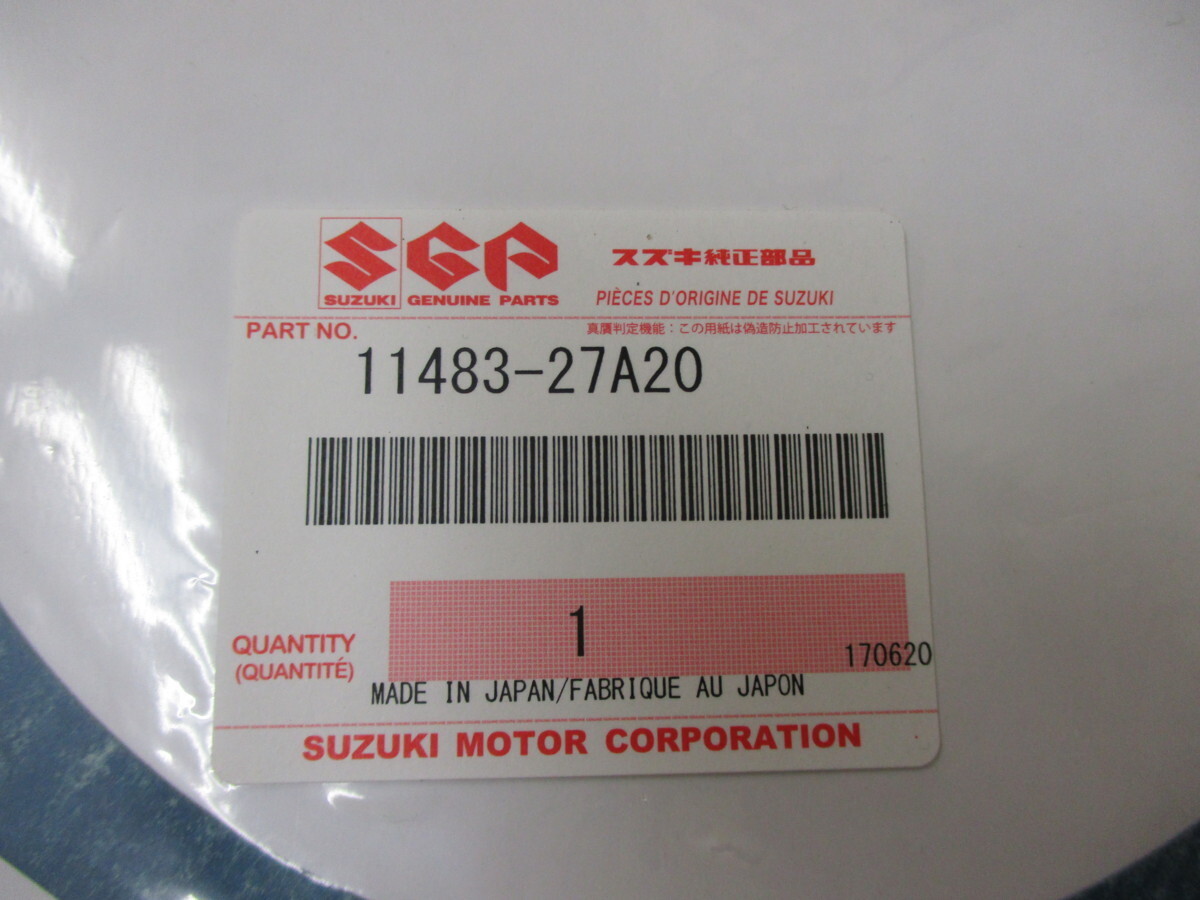 SGP
スズキ純正部品
SUZUKI GENUINE PARTS
PIÈCES D'ORIGINE DE SUZUKI
PART NO.
真贋判定機能：この用紙は偽造防止加工されています
11483-27A20
1
QUANTITY
170620
(QUANTITÉ)
MADE IN JAPAN/FABRIQUE AU JAPON
SUZUKI MOTOR CORPORATION